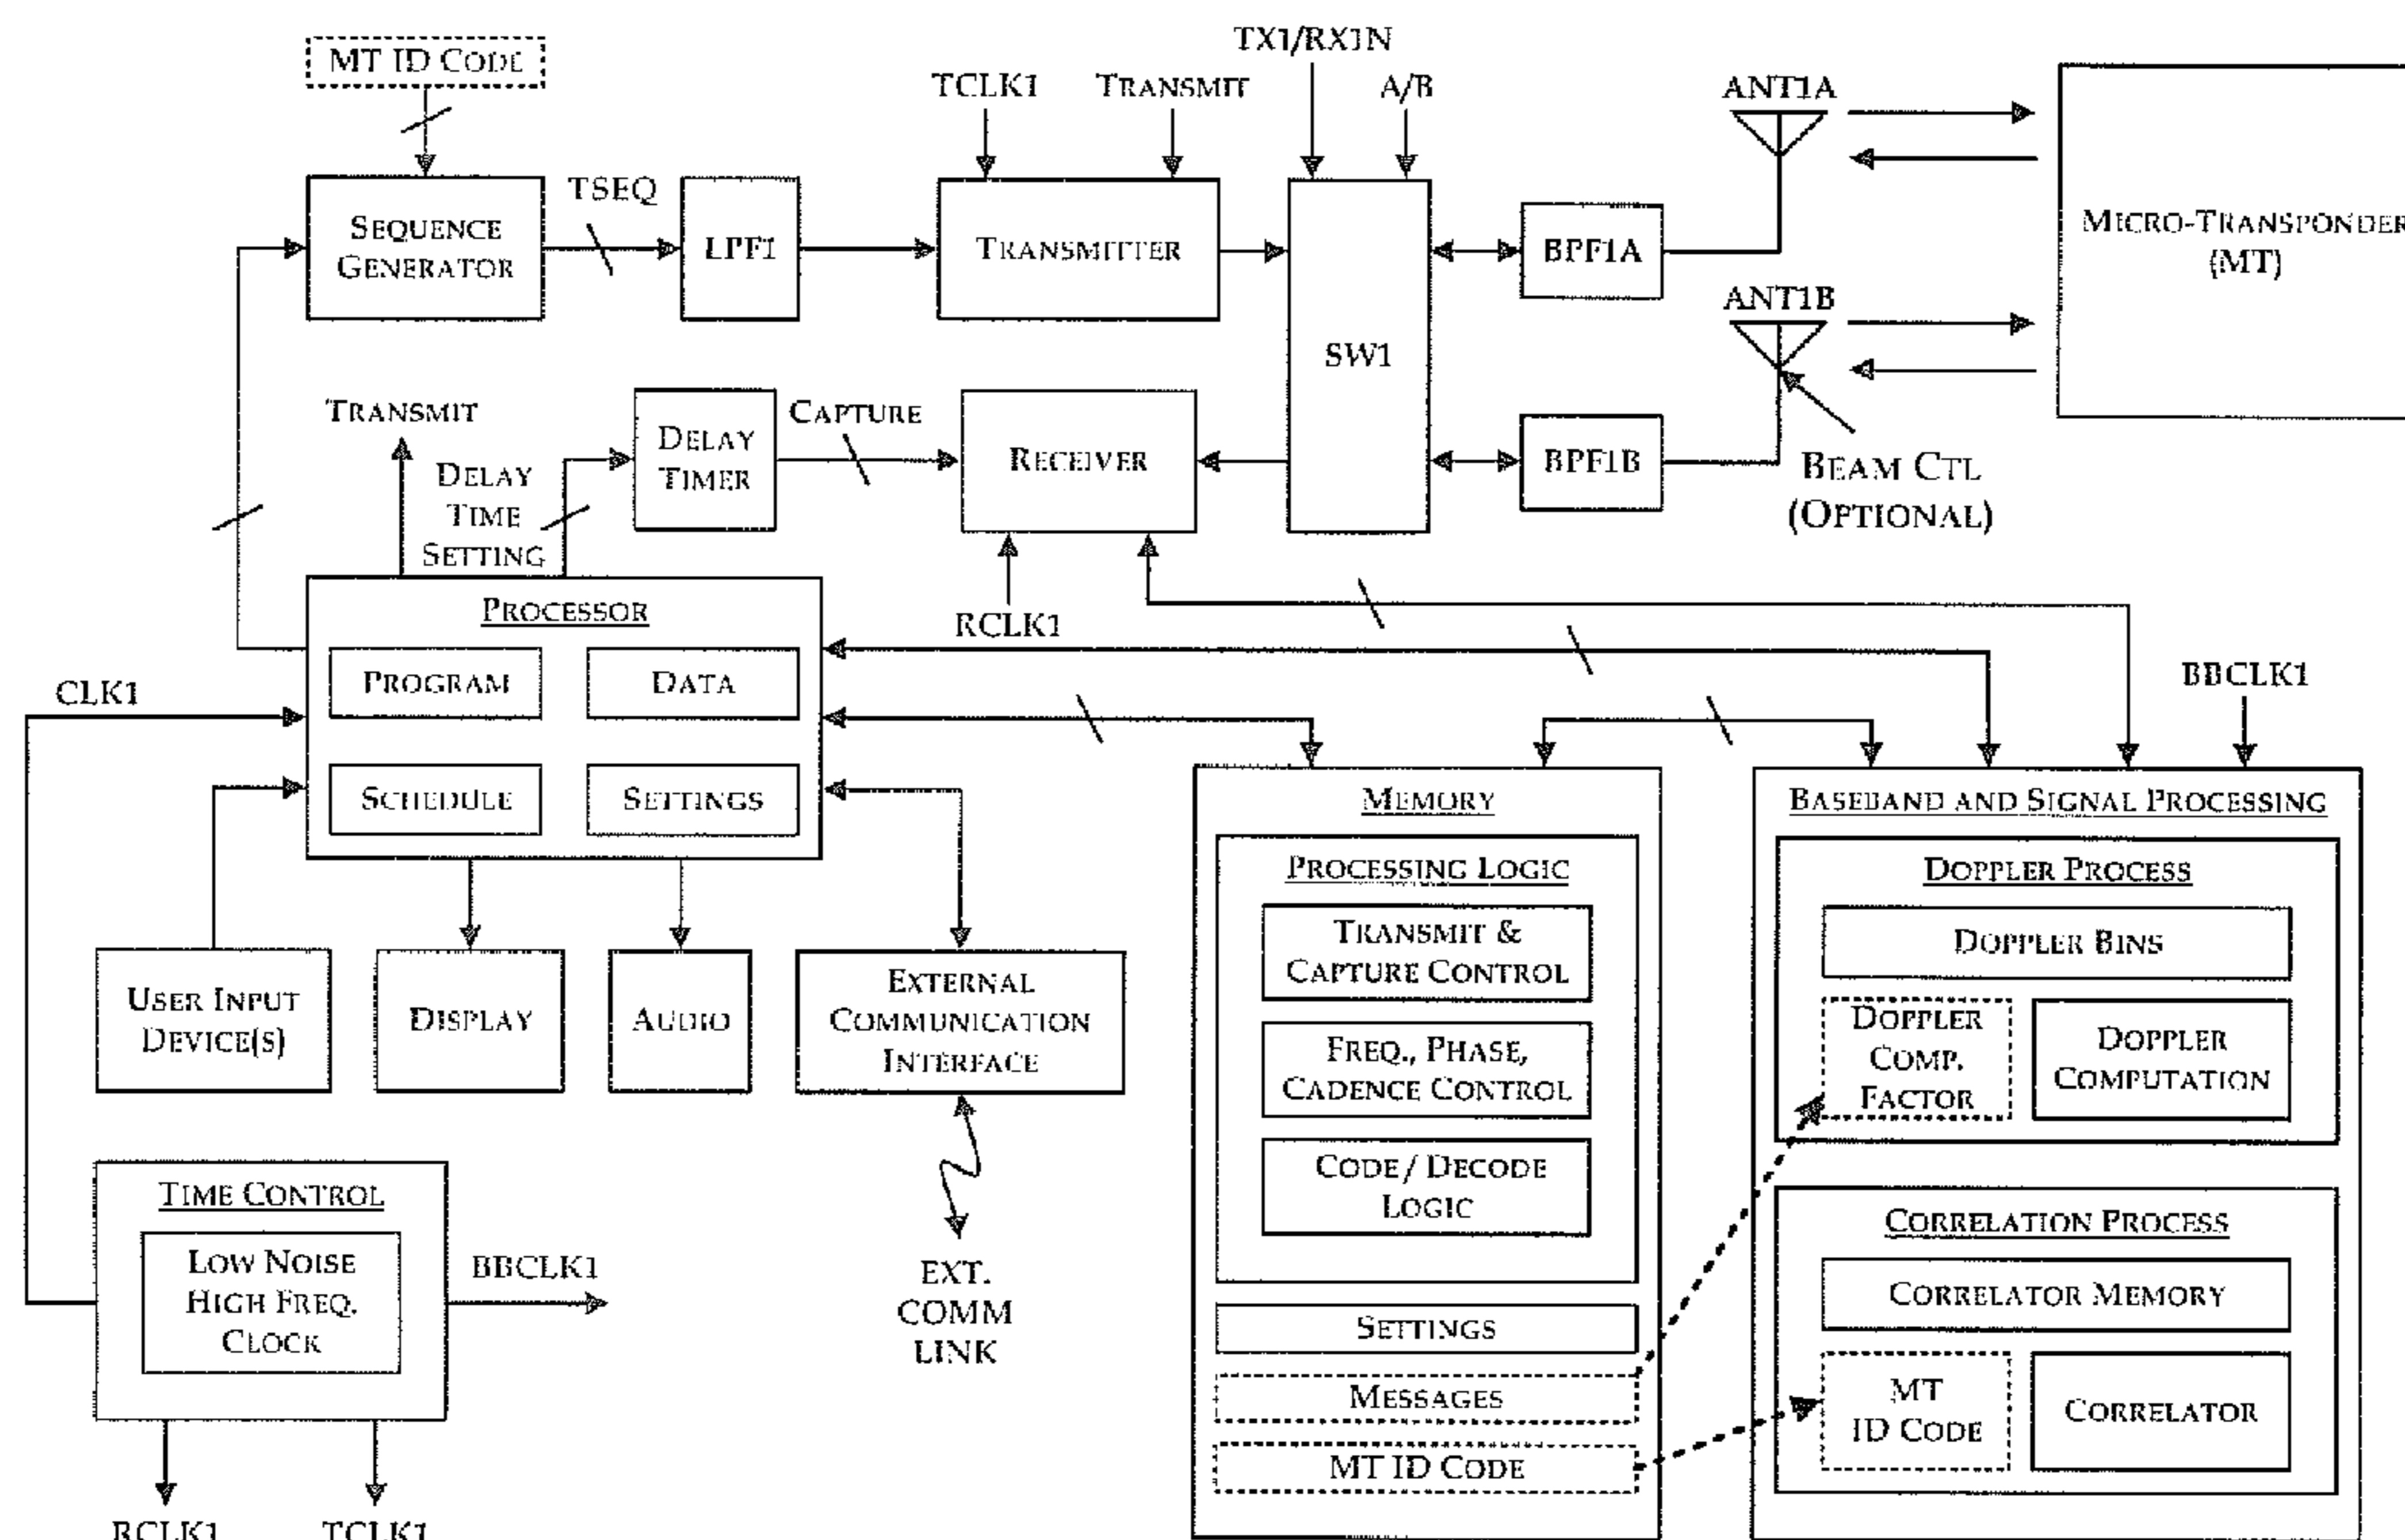 MT ID CODE
TX1/RX1N
TCLK1
TRANSMIT
A/B
ANT1A
SEQUENCE
GENERATOR
TSEQ
LPF1
TRANSMITTER
SW1
BPF1A
MICRO-TRANSPONDER
(MT)
ANT1B
TRANSMIT
DELAY
TIME
SETTING
DELAY
TIMER
CAPTURE
RECEIVER
BPF1B
BEAM CTL
(OPTIONAL)
RCLK1
PROCESSOR
PROGRAM
DATA
SCHEDULE
SETTINGS
CLK1
BBCLK1
USER INPUT
DEVICE(S)
DISPLAY
AUDIO
EXTERNAL
COMMUNICATION
INTERFACE
EXT.
COMM
LINK
TIME CONTROL
LOW NOISE
HIGH FREQ.
CLOCK
BBCLK1
RCLK1
TCLK1
MEMORY
PROCESSING LOGIC
TRANSMIT &
CAPTURE CONTROL
FREQ., PHASE,
CADENCE CONTROL
CODE/DECODE
LOGIC
SETTINGS
MESSAGES
MT ID CODE
BASEBAND AND SIGNAL PROCESSING
DOPPLER PROCESS
DOPPLER BINS
DOPPLER
COMP.
FACTOR
DOPPLER
COMPUTATION
CORRELATION PROCESS
CORRELATOR MEMORY
MT
ID CODE
CORRELATOR